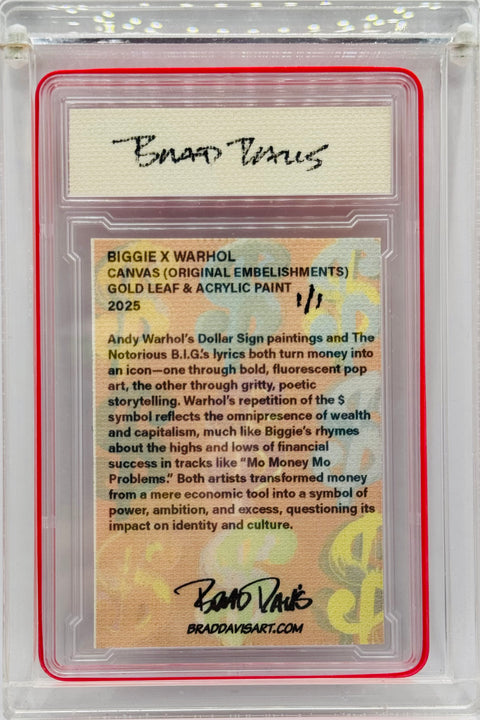 BRAD DAVIS
BIGGIE X WARHOL
CANVAS (ORIGINAL EMBELISHMENTS)
GOLD LEAF & ACRYLIC PAINT 1/1
2025
Andy Warhol's Dollar Sign paintings and The
Notorious B.I.G.'s lyrics both turn money into
an icon—one through bold, fluorescent pop
art, the other through gritty, poetic
storytelling. Warhol's repetition of the $
symbol reflects the omnipresence of wealth
and capitalism, much like Biggie's rhymes
about the highs and lows of financial
success in tracks like "Mo Money Mo
Problems." Both artists transformed money
from a mere economic tool into a symbol of
power, ambition, and excess, questioning its
impact on identity and culture.
BRAD DAVIS
BRADDAVISART.COM